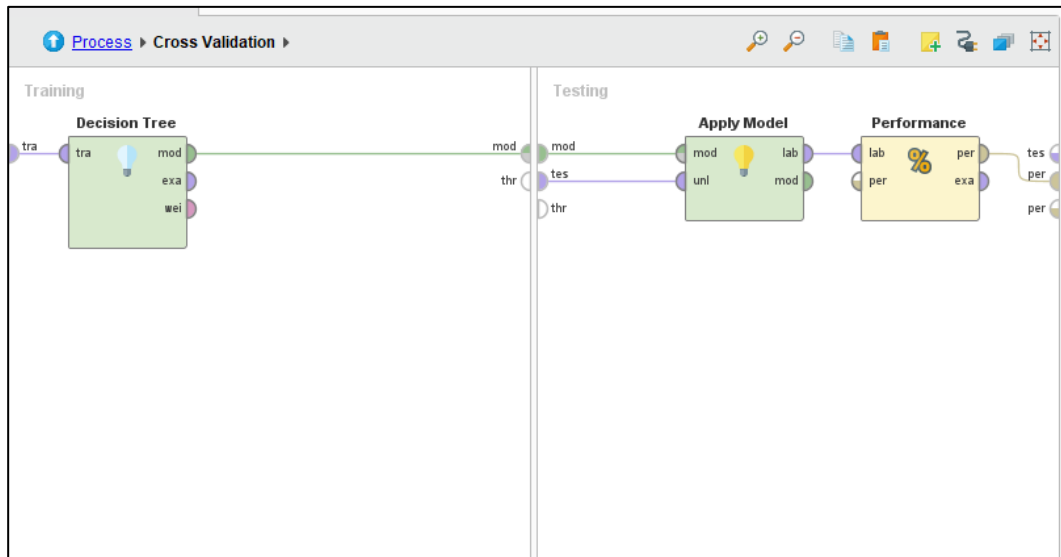 Process ▸ Cross Validation ▸
Training
Decision Tree
tra
tra
mod
exa
wei
mod
thr
Testing
mod
tes
thr
Apply Model
mod
lab
unl
mod
Performance
%
lab
per
per
exa
tes
per
per